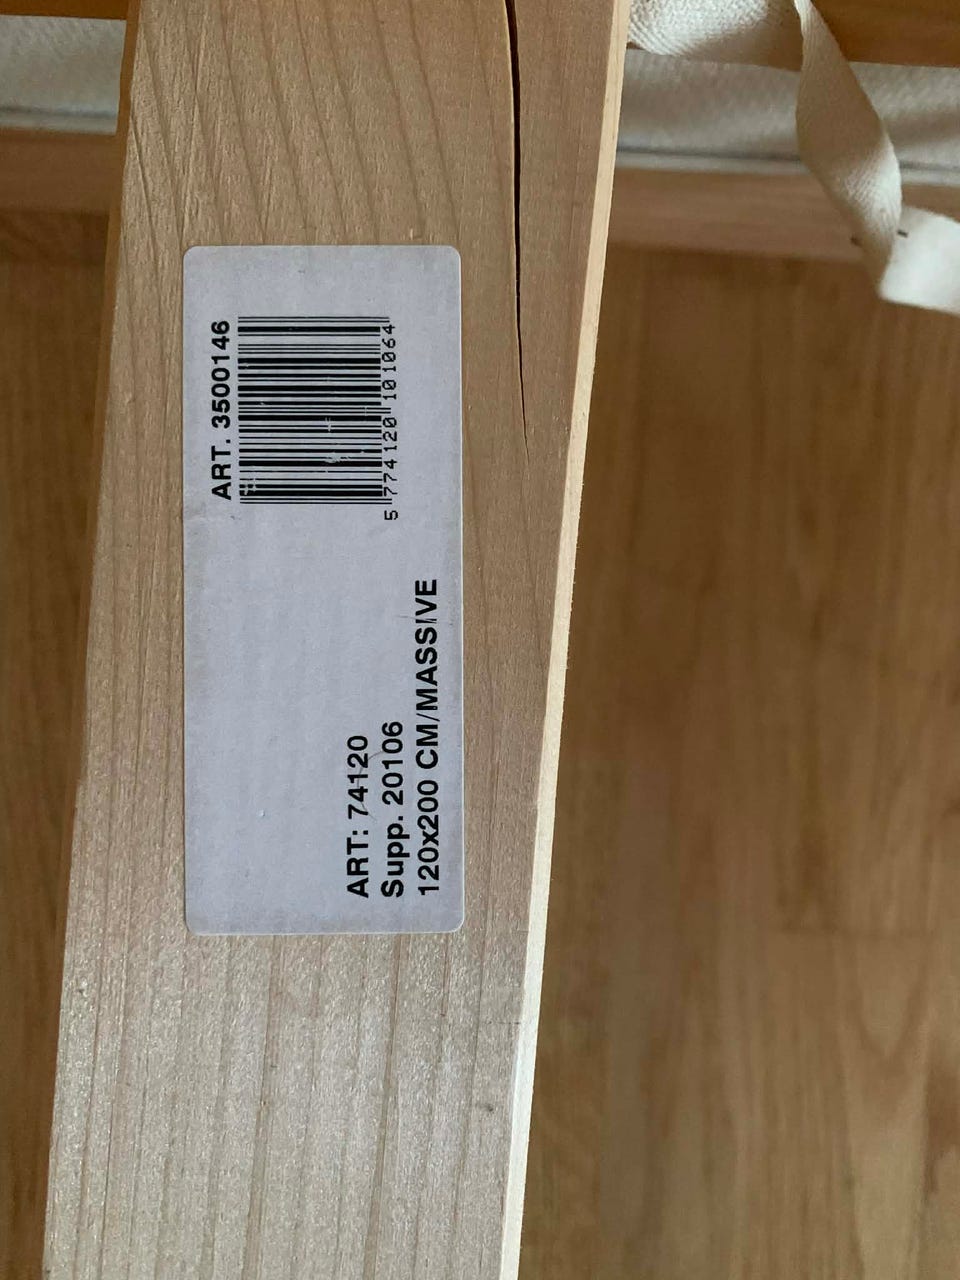 ART. 3500146
5 774120 101064
ART: 74120
Supp. 20106
120x200 CM/MASSIVE